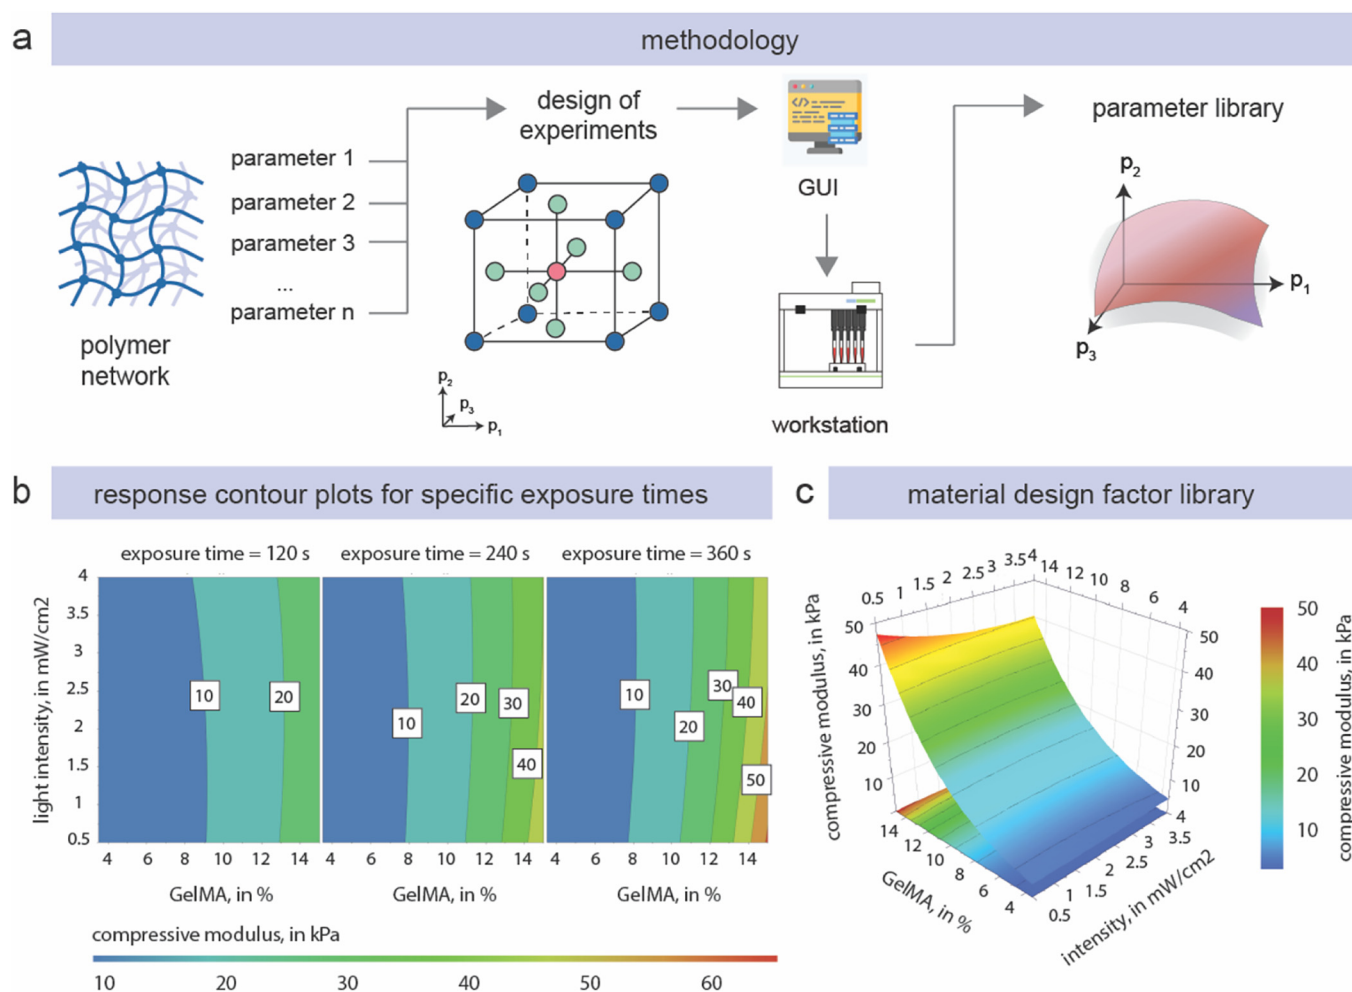 a
methodology
polymer
network
parameter 1
parameter 2
parameter 3
...
parameter n
design of
experiments
p2
p3
p1
</>
GUI
workstation
parameter library
p2
p1
p3
b
response contour plots for specific exposure times
exposure time = 120 s
exposure time = 240 s
exposure time = 360 s
light intensity, in mW/cm2
4
3
2.5
2
1.5
1
0.5
10
20
10
20
30
40
10
20
30
40
50
4 6 8 10 12 14
4 6 8 10 12 14
4 6 8 10 12 14
GelMA, in %
GelMA, in %
GelMA, in %
compressive modulus, in kPa
10 20 30 40 50 60
c
material design factor library
0.5 1 1.5 2 2.5 3 3.5 4
14 12 10 8 6 4
compressive modulus, in kPa
50
40
30
20
10
50
40
30
20
10
14 12 10 8 6 4
GelMA, in %
0.5 1 1.5 2 2.5 3 3.5 4
intensity, in mW/cm2
50
40
30
20
10
compressive modulus, in kPa